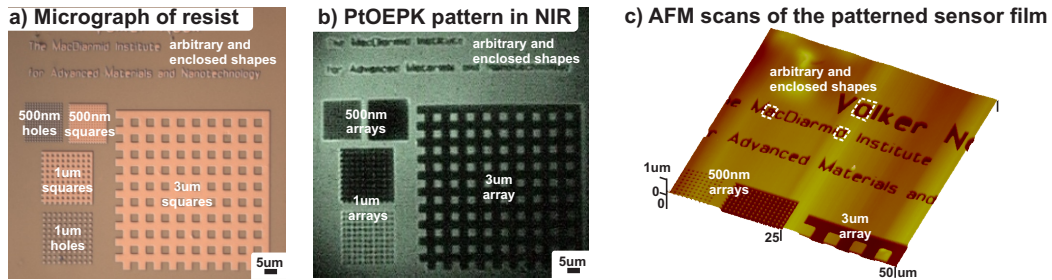 a) Micrograph of resist
The MacDiarmid Institute
for Advanced Materials and Nanotechnology
arbitrary and
enclosed shapes
500nm
holes
500nm
squares
1um
squares
3um
squares
1um
holes
5um
b) PtOEPK pattern in NIR
The MacDiarmid Institute
for Advanced Materials and Nanotechnology
arbitrary and
enclosed shapes
500nm
arrays
1um arrays
3um
array
5um
c) AFM scans of the patterned sensor film
arbitrary and
enclosed shapes
Volker
MacDiarmid Institute
Advanced Materials and
1um
0
0
500nm
arrays
25
3um
array
50 um